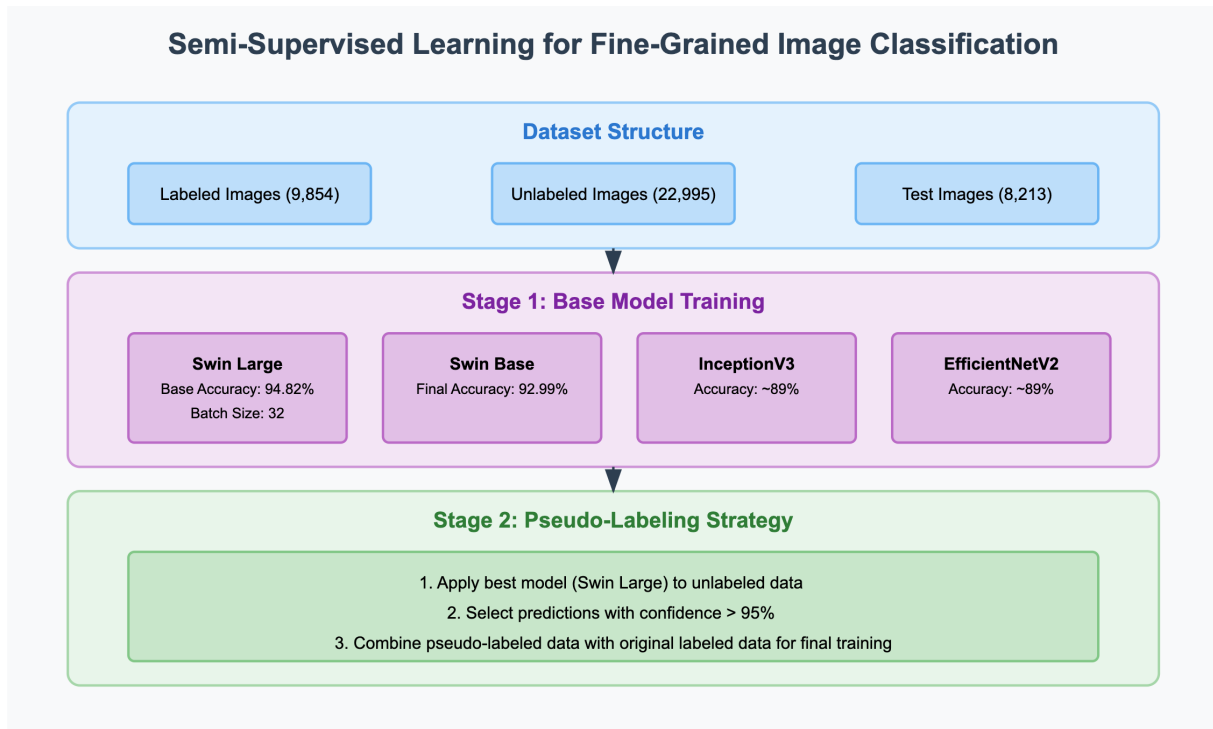 Semi-Supervised Learning for Fine-Grained Image Classification
Dataset Structure
Labeled Images (9,854)
Unlabeled Images (22,995)
Test Images (8,213)
Stage 1: Base Model Training
Swin Large
Base Accuracy: 94.82%
Batch Size: 32
Swin Base
Final Accuracy: 92.99%
InceptionV3
Accuracy: ~89%
EfficientNetV2
Accuracy: ~89%
Stage 2: Pseudo-Labeling Strategy
1. Apply best model (Swin Large) to unlabeled data
2. Select predictions with confidence > 95%
3. Combine pseudo-labeled data with original labeled data for final training